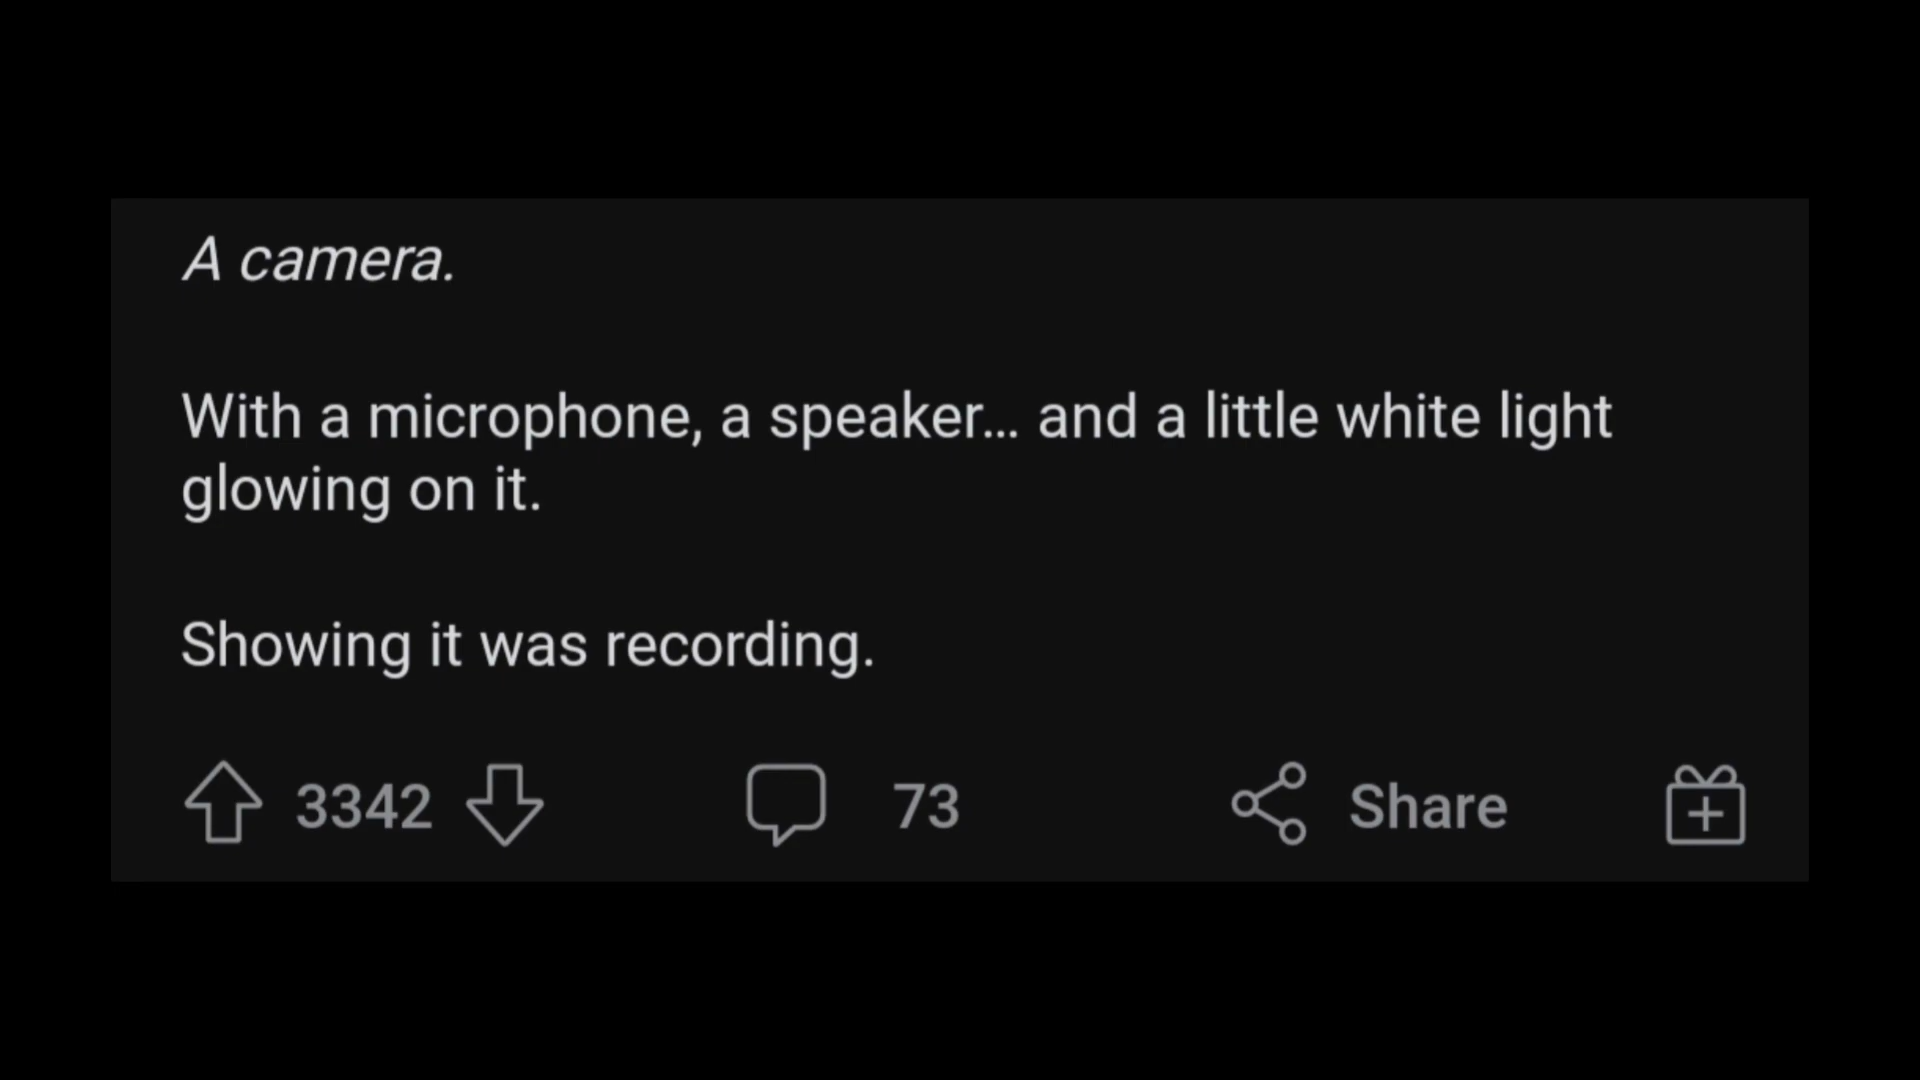 A camera.
With a microphone, a speaker... and a little white light
glowing on it.
Showing it was recording.
3342 73 Share